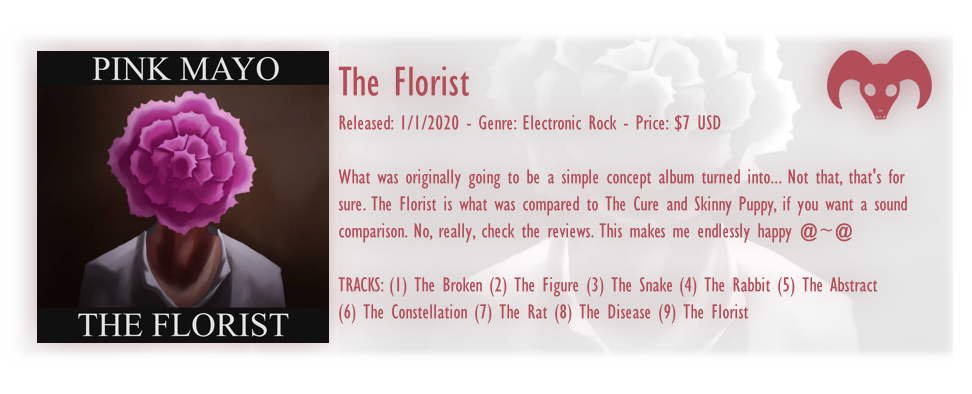 PINK MAYO
THE FLORIST
The Florist
Released: 1/1/2020 - Genre: Electronic Rock - Price: $7 USD
What was originally going to be a simple concept album turned into... Not that, that's for
sure. The Florist is what was compared to The Cure and Skinny Puppy, if you want a sound
comparison. No, really, check the reviews. This makes me endlessly happy @~@
TRACKS: (1) The Broken (2) The Figure (3) The Snake (4) The Rabbit (5) The Abstract
(6) The Constellation (7) The Rat (8) The Disease (9) The Florist